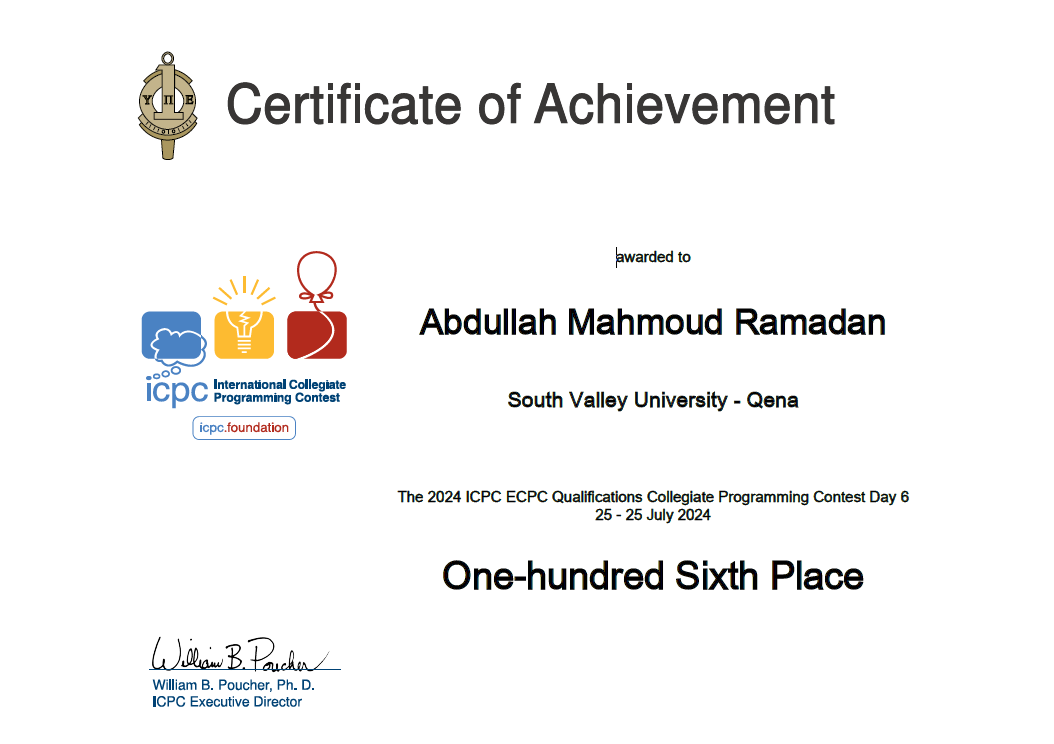 Υ Π Ε
Certificate of Achievement
awarded to
Abdullah Mahmoud Ramadan
South Valley University - Qena
icpc International Collegiate
Programming Contest
icpc.foundation
The 2024 ICPC ECPC Qualifications Collegiate Programming Contest Day 6
25 - 25 July 2024
One-hundred Sixth Place
William B. Poucher
William B. Poucher, Ph. D.
ICPC Executive Director